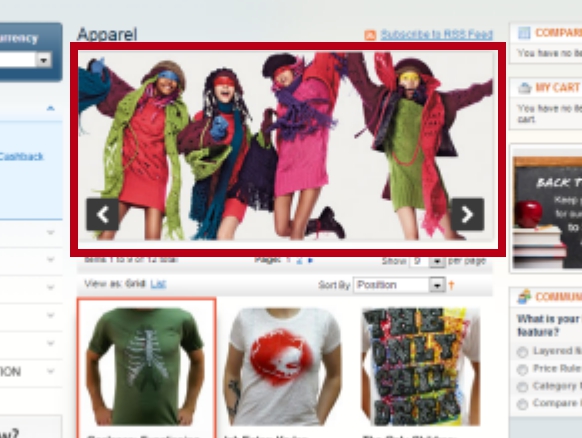 Currency
Apparel
Subscribe to RSS Feed
Cashback
Items 1 to 9 of 12 total
Page: 1 2
Show 9 per page
View as: Grid List
Sort By Position
COMPAR
You have no ite
MY CART
You have no ite
cart.
BACK T
Keep
for su
to
COMMUN
What is your
feature?
Layered N
Price Rule
Category
Compare
ION
w?